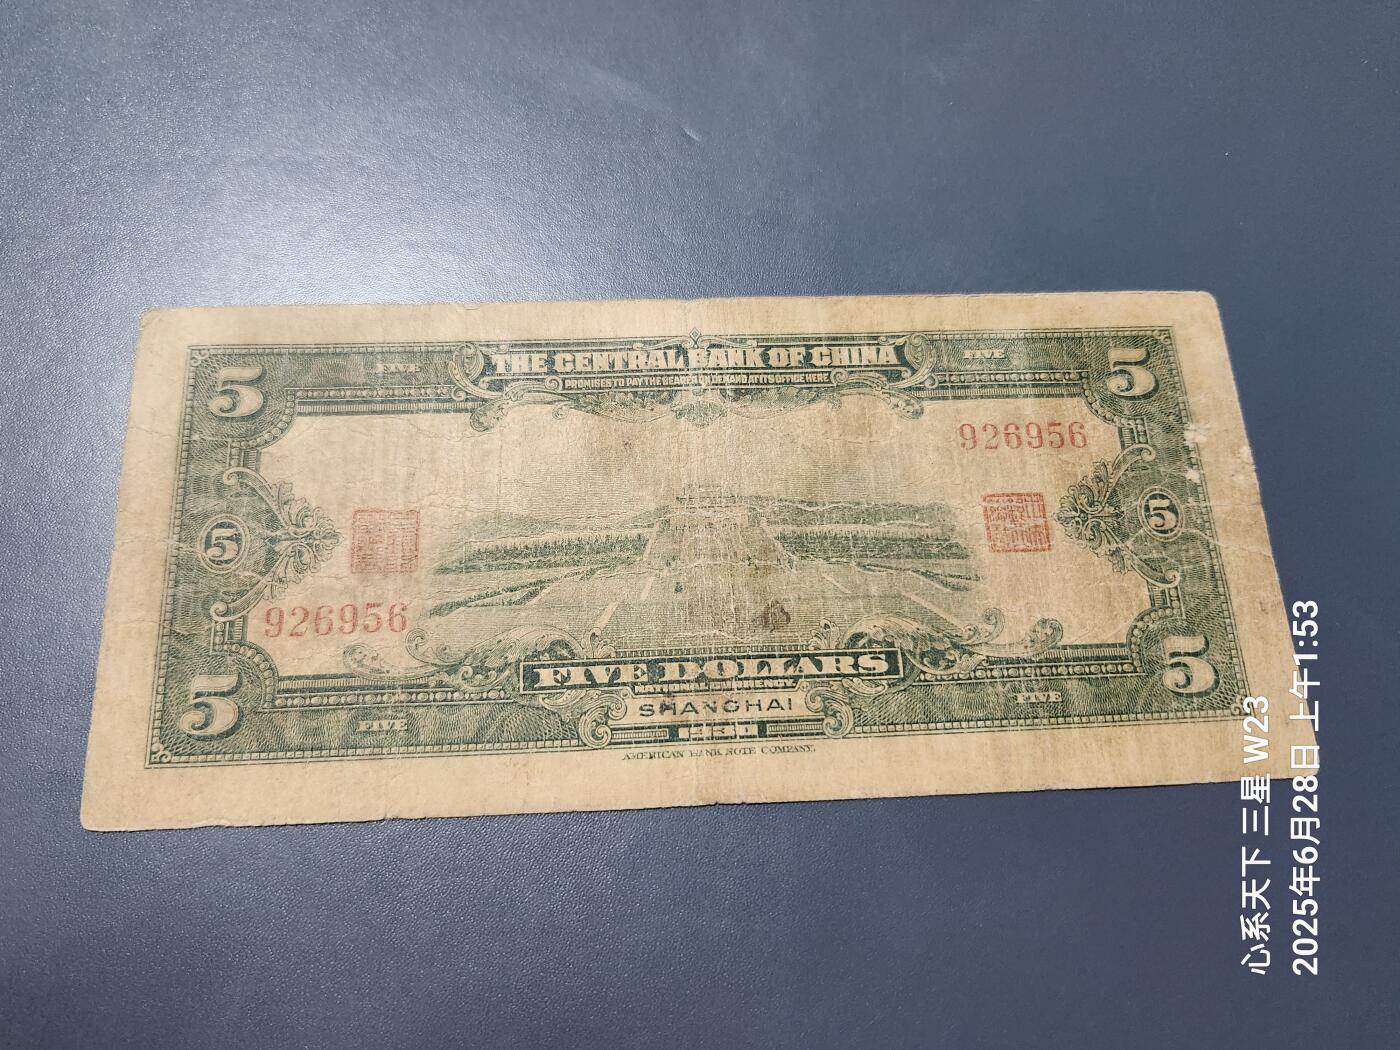 THE CENTRAL BANK OF CHINA
PROMISES TO PAY THE BEARER ON DEMAND AT ITS OFFICE HERE
5
FIVE
FIVE
5
926956
5
5
926956
FIVE DOLLARS
NATIONAL CURRENCY
SHANGHAI
1930
5
FIVE
FIVE
5
AMERICAN BANK NOTE COMPANY.
心系天下 三星 W23
2025年6月28日 上午1:53